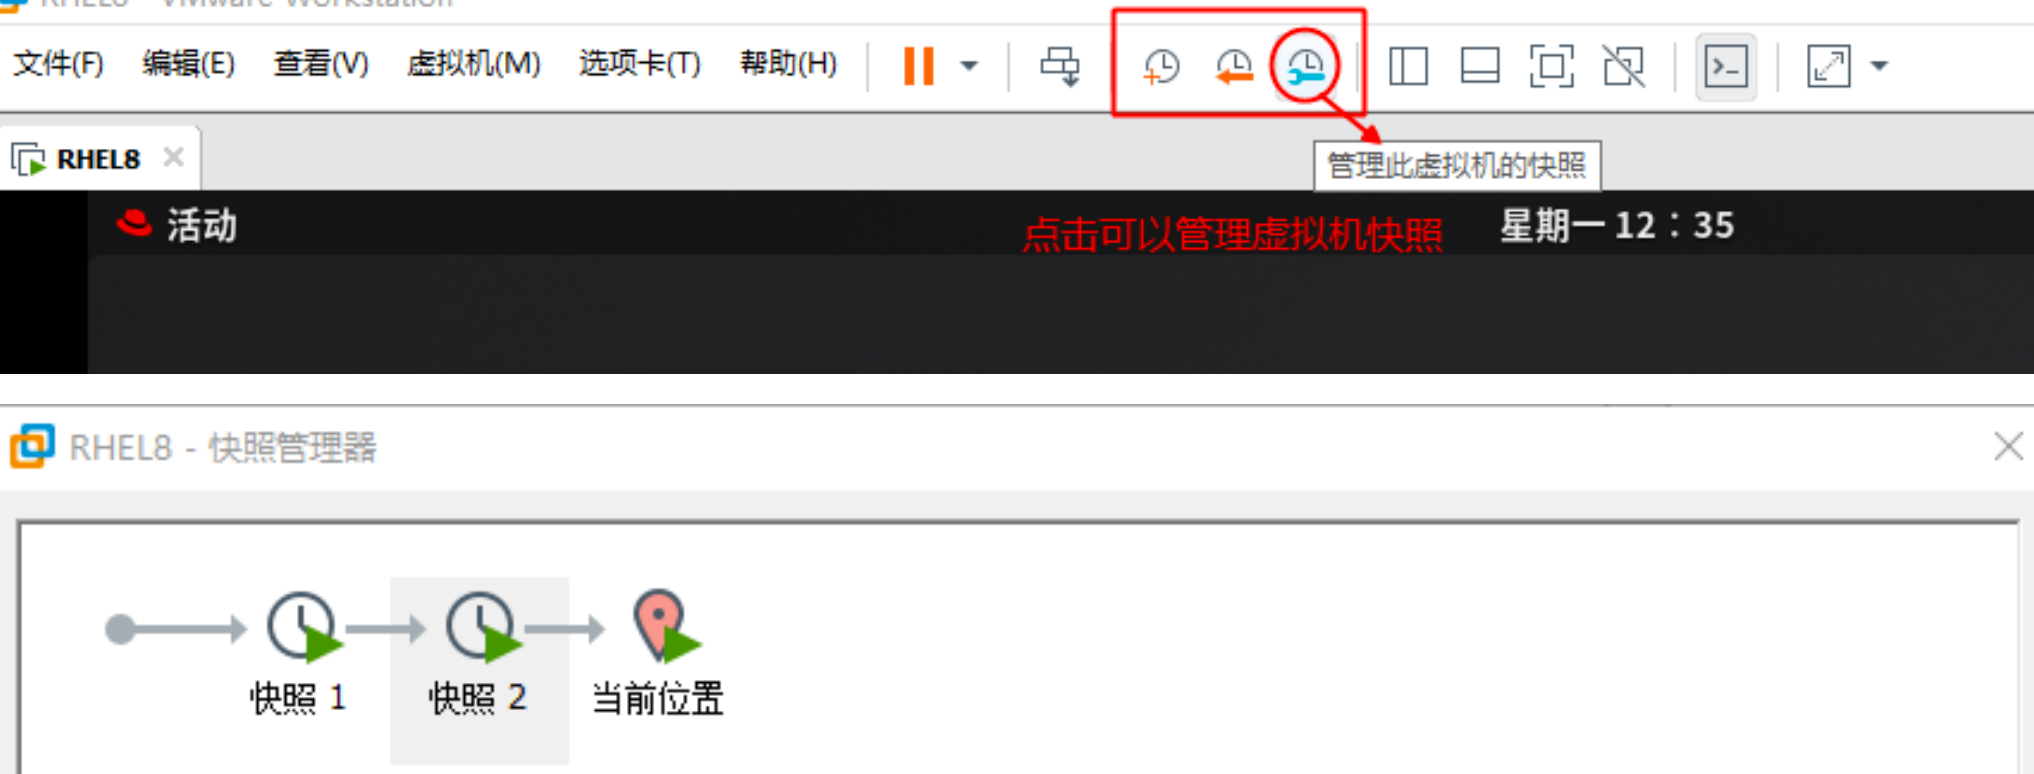 RHEL8 - VMware Workstation
文件(F) 编辑(E) 查看(V) 虚拟机(M) 选项卡(T) 帮助(H)
RHEL8
管理此虚拟机的快照
活动 点击可以管理虚拟机快照 星期一 12：35
RHEL8 - 快照管理器
快照 1 快照 2 当前位置